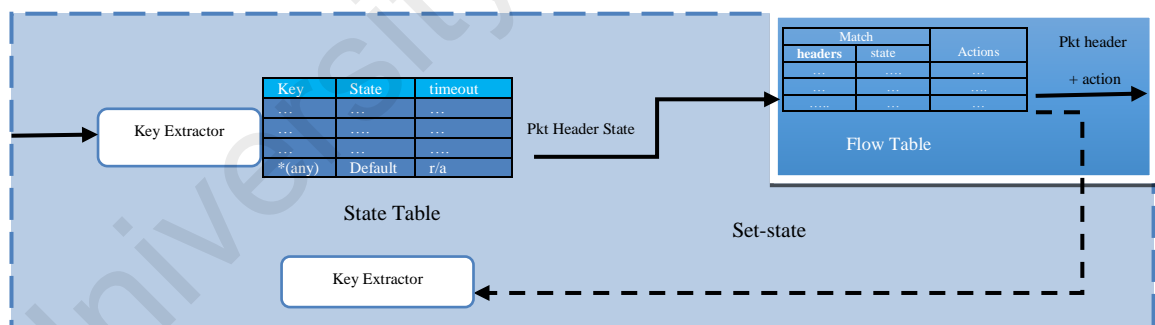 Match
headers state Actions
... .... ...
... ... ....
..... ... ...
Flow Table
Pkt header
+ action
Key Extractor
Key State timeout
... ... ...
... .... ...
... ... ....
*(any) Default r/a
State Table
Pkt Header State
Set-state
Key Extractor
University